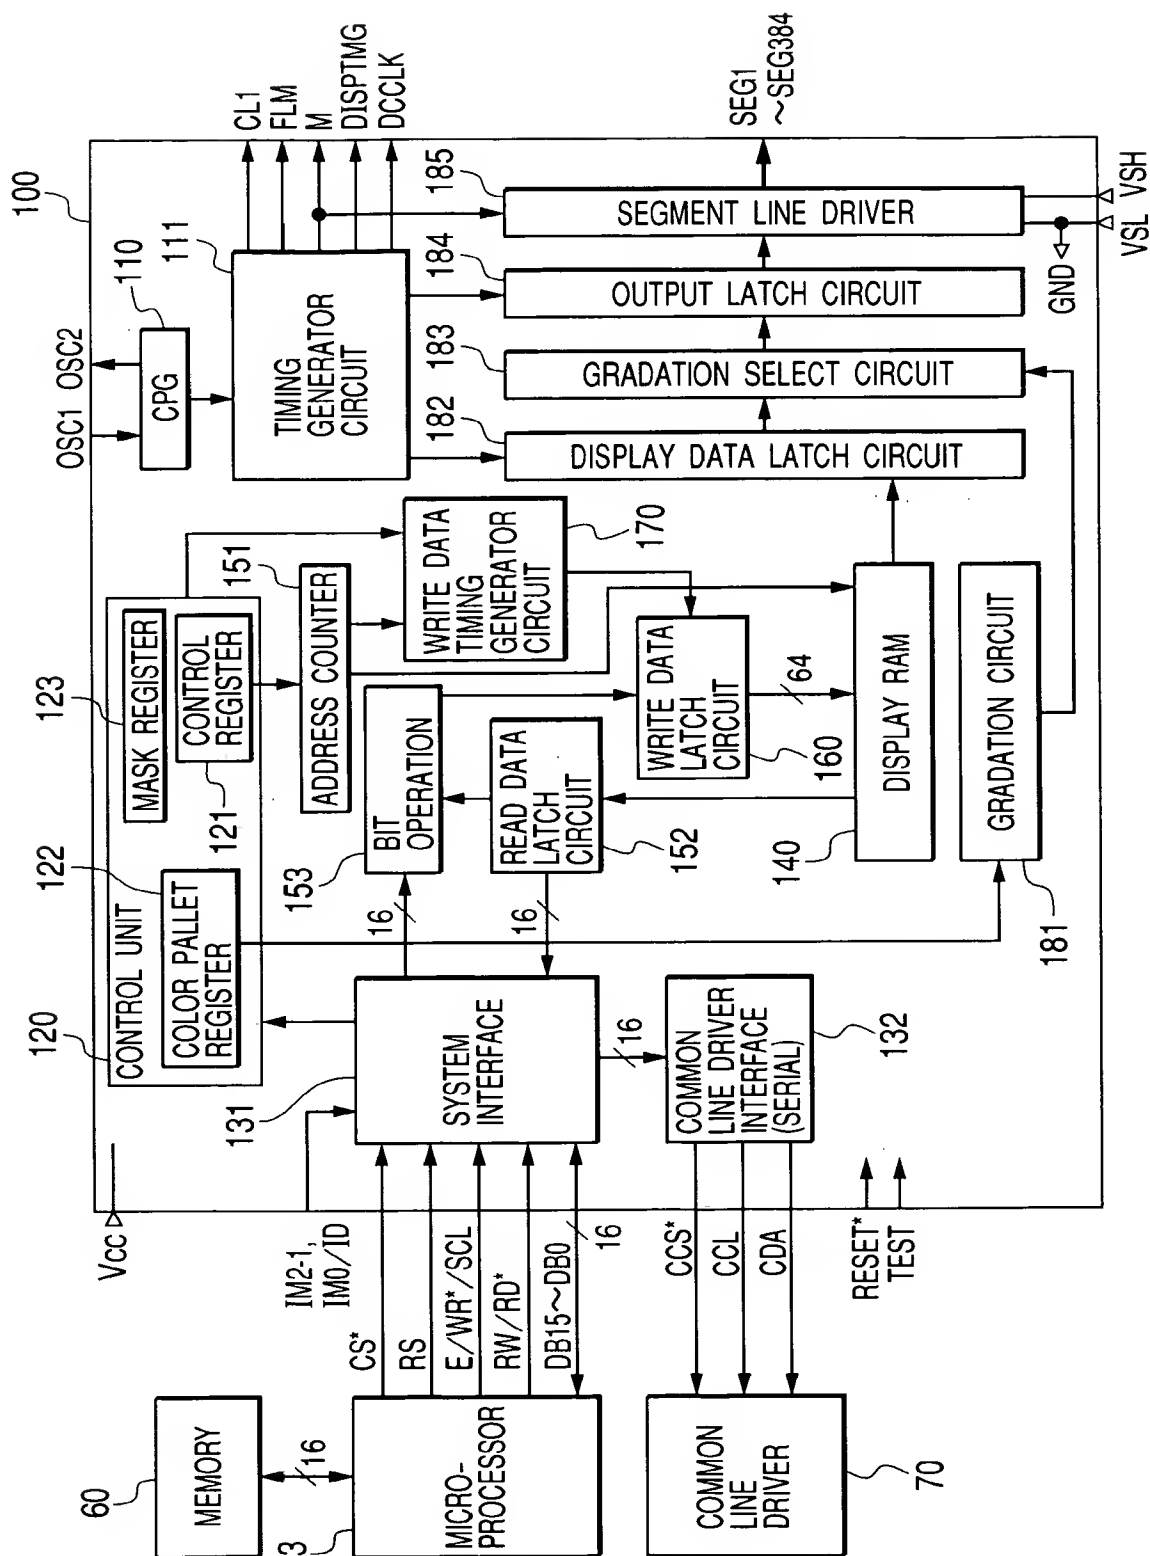 100
OSC1 OSC2
110
CPG
111
TIMING
GENERATOR
CIRCUIT
CL1
FLM
M
DISPTMG
DCCLK
123
MASK REGISTER
CONTROL
REGISTER
121
122
COLOR PALLET
REGISTER
120
CONTROL UNIT
151
ADDRESS COUNTER
WRITE DATA
TIMING
GENERATOR
CIRCUIT
170
BIT
OPERATION
153
READ DATA
LATCH
CIRCUIT
152
WRITE DATA
LATCH
CIRCUIT
160
64
DISPLAY RAM
140
GRADATION CIRCUIT
181
182
DISPLAY DATA LATCH CIRCUIT
183
GRADATION SELECT CIRCUIT
184
OUTPUT LATCH CIRCUIT
185
SEGMENT LINE DRIVER
SEG1
~SEG384
GND
VSL VSH
16
16
131
SYSTEM
INTERFACE
16
COMMON
LINE DRIVER
INTERFACE
(SERIAL)
132
Vcc
IM2-1,
IM0/ID
CS*
RS
E/WR*/SCL
RW/RD*
DB15~DB0
16
CCS*
CCL
CDA
RESET*
TEST
60
MEMORY
16
3
MICRO-
PROCESSOR
COMMON
LINE
DRIVER
70